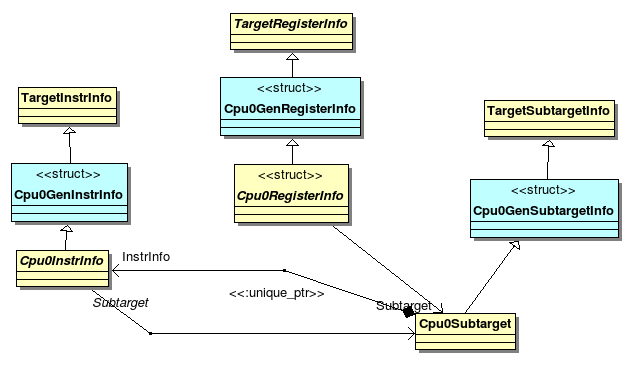 TargetRegisterInfo
<<struct>>
Cpu0GenRegisterInfo
TargetInstrInfo
TargetSubtargetInfo
<<struct>>
Cpu0GenInstrInfo
<<struct>>
Cpu0RegisterInfo
<<struct>>
Cpu0GenSubtargetInfo
Cpu0InstrInfo
InstrInfo
<<:unique_ptr>>
Subtarget
Subtarget
Cpu0Subtarget